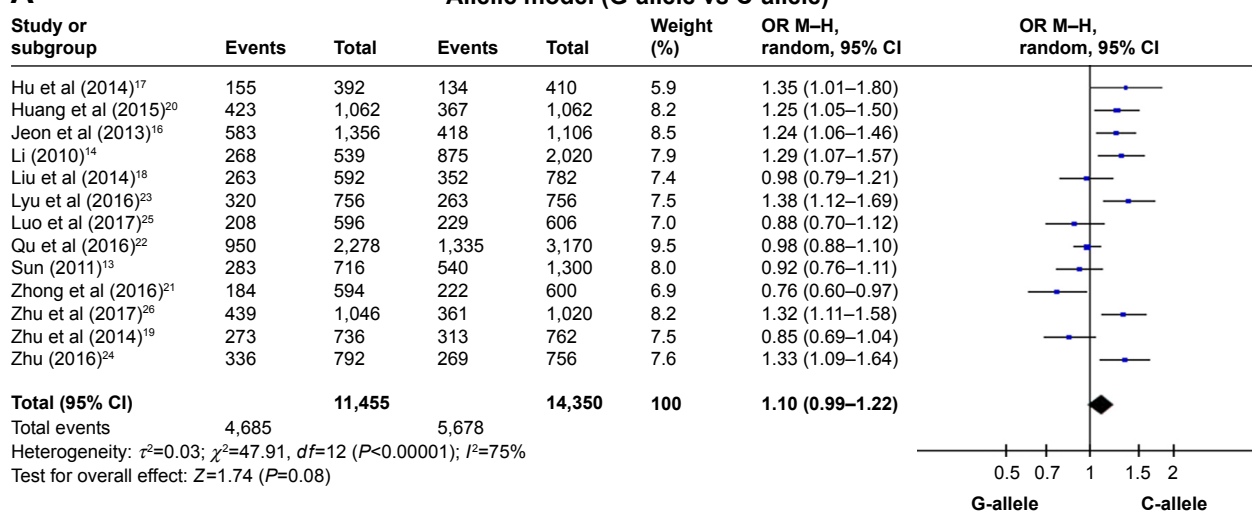 A Allelic model (G-allele vs C-allele)
Study or subgroup Events Total Events Total Weight (%) OR M–H, random, 95% CI OR M–H, random, 95% CI
Hu et al (2014)17 155 392 134 410 5.9 1.35 (1.01–1.80)
Huang et al (2015)20 423 1,062 367 1,062 8.2 1.25 (1.05–1.50)
Jeon et al (2013)16 583 1,356 418 1,106 8.5 1.24 (1.06–1.46)
Li (2010)14 268 539 875 2,020 7.9 1.29 (1.07–1.57)
Liu et al (2014)18 263 592 352 782 7.4 0.98 (0.79–1.21)
Lyu et al (2016)23 320 756 263 756 7.5 1.38 (1.12–1.69)
Luo et al (2017)25 208 596 229 606 7.0 0.88 (0.70–1.12)
Qu et al (2016)22 950 2,278 1,335 3,170 9.5 0.98 (0.88–1.10)
Sun (2011)13 283 716 540 1,300 8.0 0.92 (0.76–1.11)
Zhong et al (2016)21 184 594 222 600 6.9 0.76 (0.60–0.97)
Zhu et al (2017)26 439 1,046 361 1,020 8.2 1.32 (1.11–1.58)
Zhu et al (2014)19 273 736 313 762 7.5 0.85 (0.69–1.04)
Zhu (2016)24 336 792 269 756 7.6 1.33 (1.09–1.64)
Total (95% CI) 11,455 14,350 100 1.10 (0.99–1.22)
Total events 4,685 5,678
Heterogeneity: τ2=0.03; χ2=47.91, df=12 (P<0.00001); I2=75%
Test for overall effect: Z=1.74 (P=0.08)
0.5 0.7 1 1.5 2
G-allele C-allele